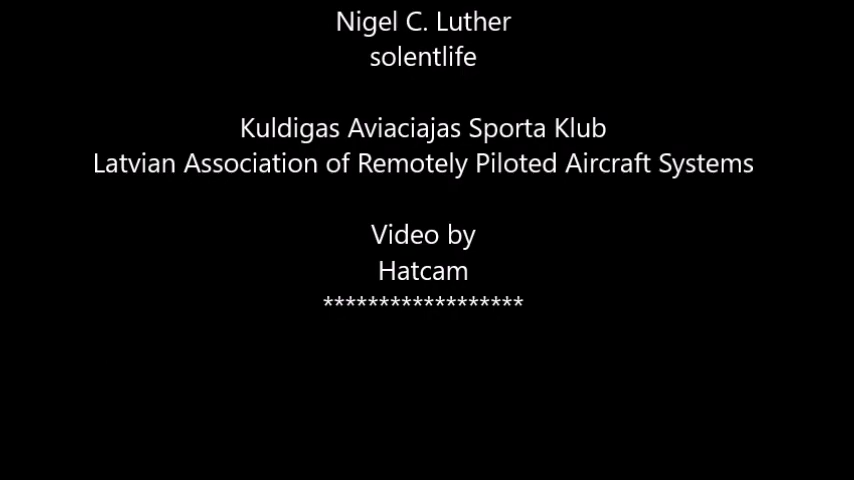 Nigel C. Luther
solentlife
Kuldigas Aviaciajas Sporta Klub
Latvian Association of Remotely Piloted Aircraft Systems
Video by
Hatcam
******************